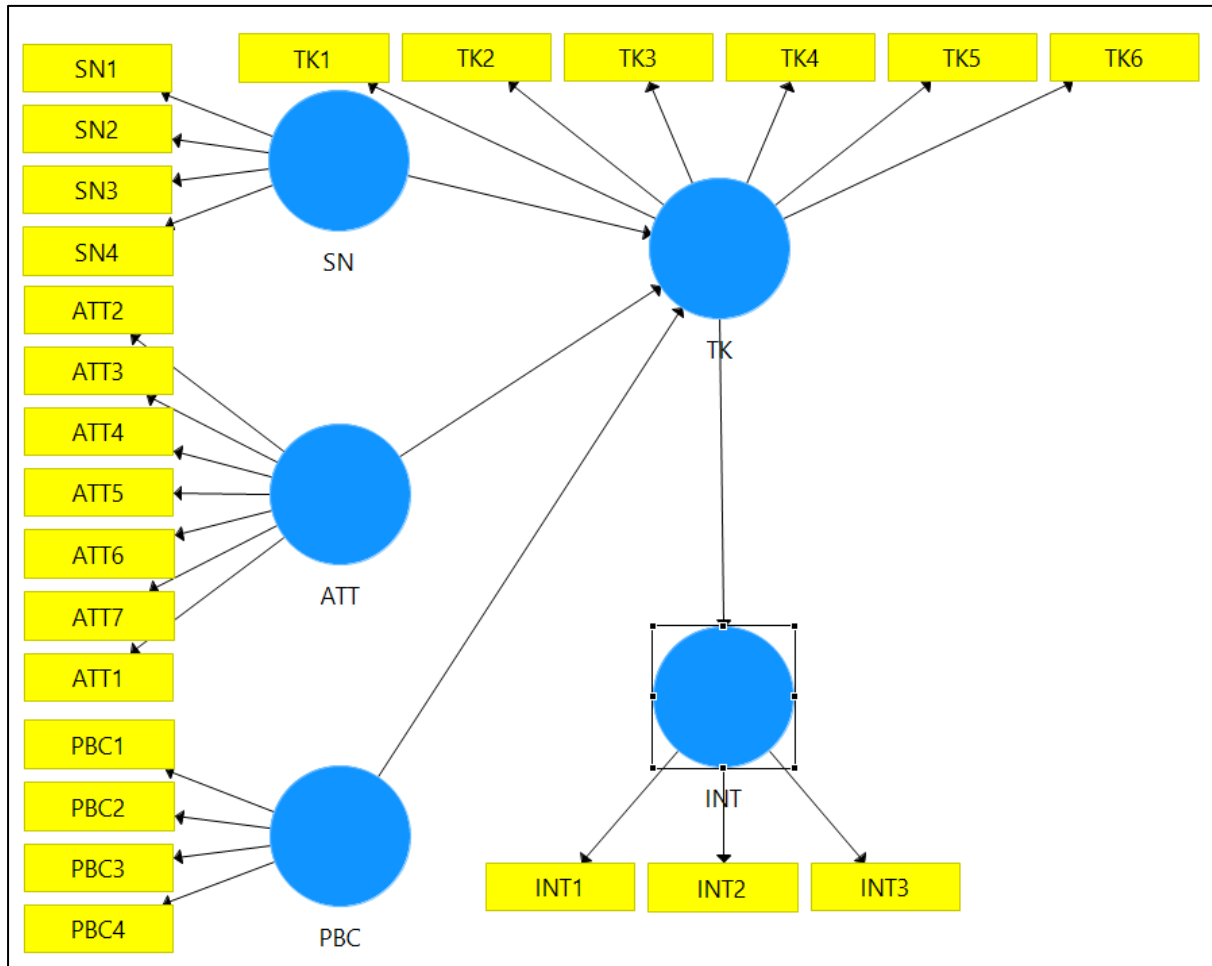 SN1
SN2
SN3
SN4
SN
TK1
TK2
TK3
TK4
TK5
TK6
TK
ATT2
ATT3
ATT4
ATT5
ATT6
ATT7
ATT1
ATT
PBC1
PBC2
PBC3
PBC4
PBC
INT
INT1
INT2
INT3